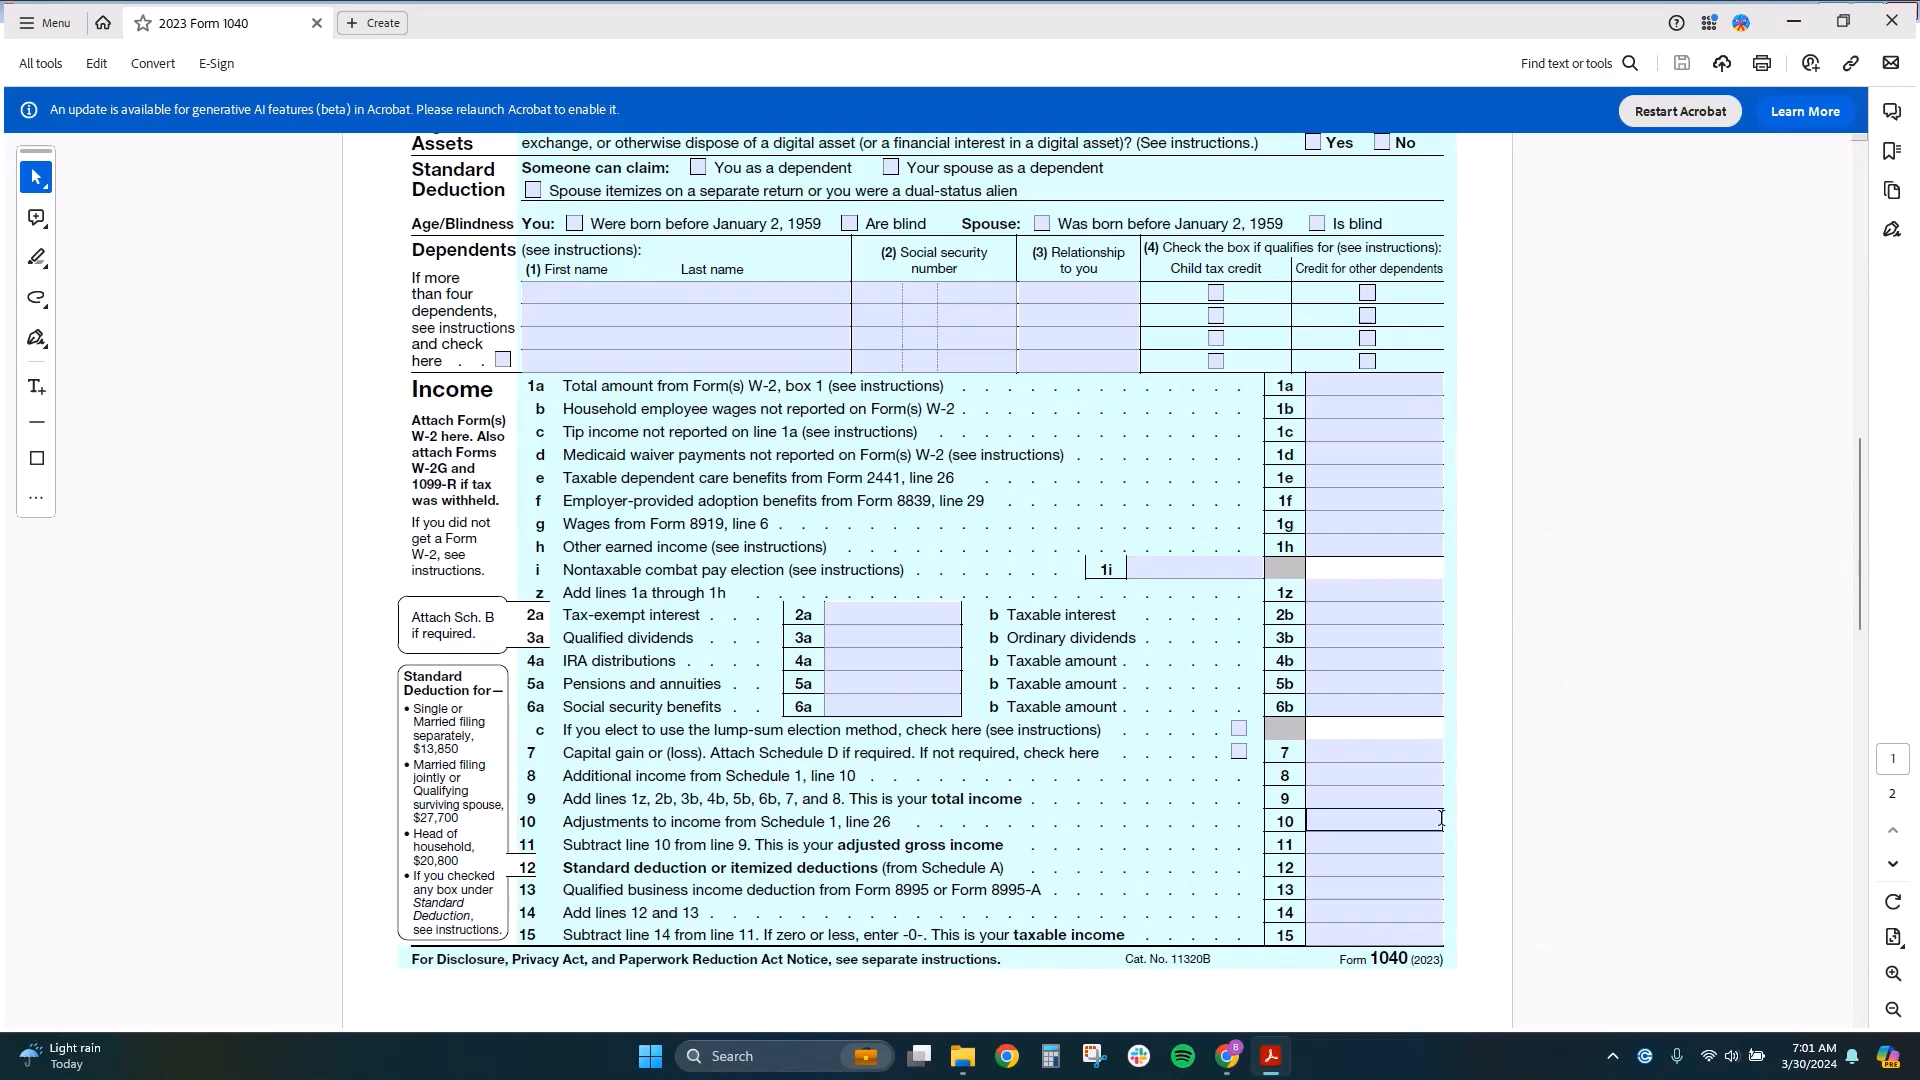 Menu
2023 Form 1040
Create
All tools
Edit
Convert
E-Sign
Find text or tools
An update is available for generative AI features (beta) in Acrobat. Please relaunch Acrobat to enable it.
Restart Acrobat
Learn More
Assets exchange, or otherwise dispose of a digital asset (or a financial interest in a digital asset)? (See instructions.) Yes No
Standard Deduction
Someone can claim: You as a dependent Your spouse as a dependent
Spouse itemizes on a separate return or you were a dual-status alien
Age/Blindness You: Were born before January 2, 1959 Are blind Spouse: Was born before January 2, 1959 Is blind
Dependents (see instructions):
(1) First name Last name
(2) Social security
number
(3) Relationship
to you
(4) Check the box if qualifies for (see instructions):
Child tax credit Credit for other dependents
If more
than four
dependents,
see instructions
and check
here . .
Income
Attach Form(s)
W-2 here. Also
attach Forms
W-2G and
1099-R if tax
was withheld.
If you did not
get a Form
W-2, see
instructions.
1a Total amount from Form(s) W-2, box 1 (see instructions) . . . . . . . . . . . . . 1a
b Household employee wages not reported on Form(s) W-2 . . . . . . . . . . . . . 1b
c Tip income not reported on line 1a (see instructions) . . . . . . . . . . . . . . 1c
d Medicaid waiver payments not reported on Form(s) W-2 (see instructions) . . . . . . . . 1d
e Taxable dependent care benefits from Form 2441, line 26 . . . . . . . . . . . . 1e
f Employer-provided adoption benefits from Form 8839, line 29 . . . . . . . . . . . 1f
g Wages from Form 8919, line 6 . . . . . . . . . . . . . . . . . . . 1g
h Other earned income (see instructions) . . . . . . . . . . . . . . . . . 1h
i Nontaxable combat pay election (see instructions) . . . . . . . 1i
z Add lines 1a through 1h . . . . . . . . . . . . . . . . . . . . 1z
Attach Sch. B
if required.
2a Tax-exempt interest . . . 2a b Taxable interest . . . . . 2b
3a Qualified dividends . . . 3a b Ordinary dividends . . . . . 3b
4a IRA distributions . . . . 4a b Taxable amount . . . . . . 4b
5a Pensions and annuities . . 5a b Taxable amount . . . . . . 5b
6a Social security benefits . . 6a b Taxable amount . . . . . . 6b
c If you elect to use the lump-sum election method, check here (see instructions) . . . . .
7 Capital gain or (loss). Attach Schedule D if required. If not required, check here . . . . . 7
8 Additional income from Schedule 1, line 10 . . . . . . . . . . . . . . . . 8
9 Add lines 1z, 2b, 3b, 4b, 5b, 6b, 7, and 8. This is your total income . . . . . . . . . . 9
10 Adjustments to income from Schedule 1, line 26 . . . . . . . . . . . . . . . 10
11 Subtract line 10 from line 9. This is your adjusted gross income . . . . . . . . . . 11
12 Standard deduction or itemized deductions (from Schedule A) . . . . . . . . . . 12
13 Qualified business income deduction from Form 8995 or Form 8995-A . . . . . . . . . 13
14 Add lines 12 and 13 . . . . . . . . . . . . . . . . . . . . . 14
15 Subtract line 14 from line 11. If zero or less, enter -0-. This is your taxable income . . . . . 15
Standard
Deduction for—
• Single or
Married filing
separately,
$13,850
• Married filing
jointly or
Qualifying
surviving spouse,
$27,700
• Head of
household,
$20,800
• If you checked
any box under
Standard
Deduction,
see instructions.
For Disclosure, Privacy Act, and Paperwork Reduction Act Notice, see separate instructions. Cat. No. 11320B Form 1040 (2023)
1
2
Light rain
Today
Search
B
PRE
7:01 AM
3/30/2024